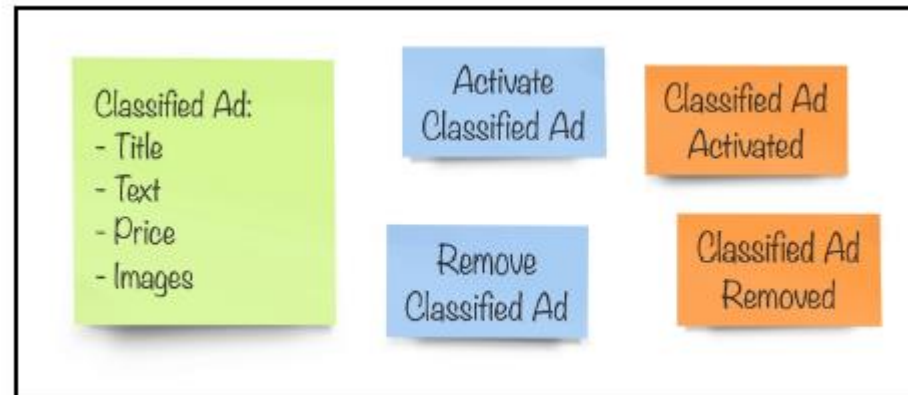 Classified Ad:
- Title
- Text
- Price
- Images
Activate
Classified Ad
Classified Ad
Activated
Remove
Classified Ad
Classified Ad
Removed